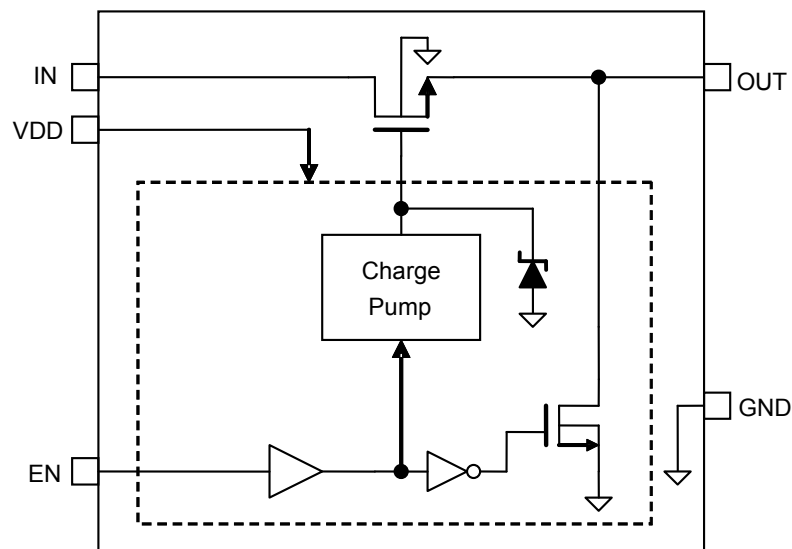 IN
OUT
VDD
Charge
Pump
GND
EN